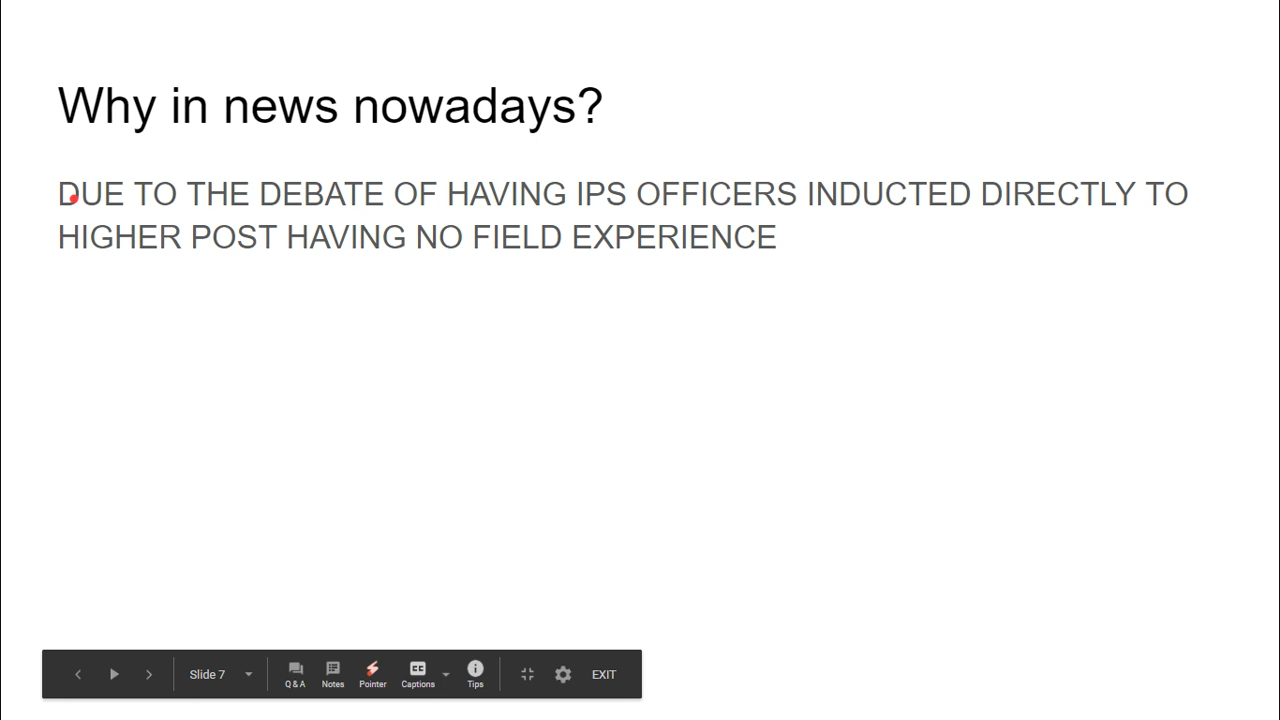 Why in news nowadays?
DUE TO THE DEBATE OF HAVING IPS OFFICERS INDUCTED DIRECTLY TO
HIGHER POST HAVING NO FIELD EXPERIENCE
Slide 7
Q & A
Notes
Pointer
CC
Captions
Tips
EXIT